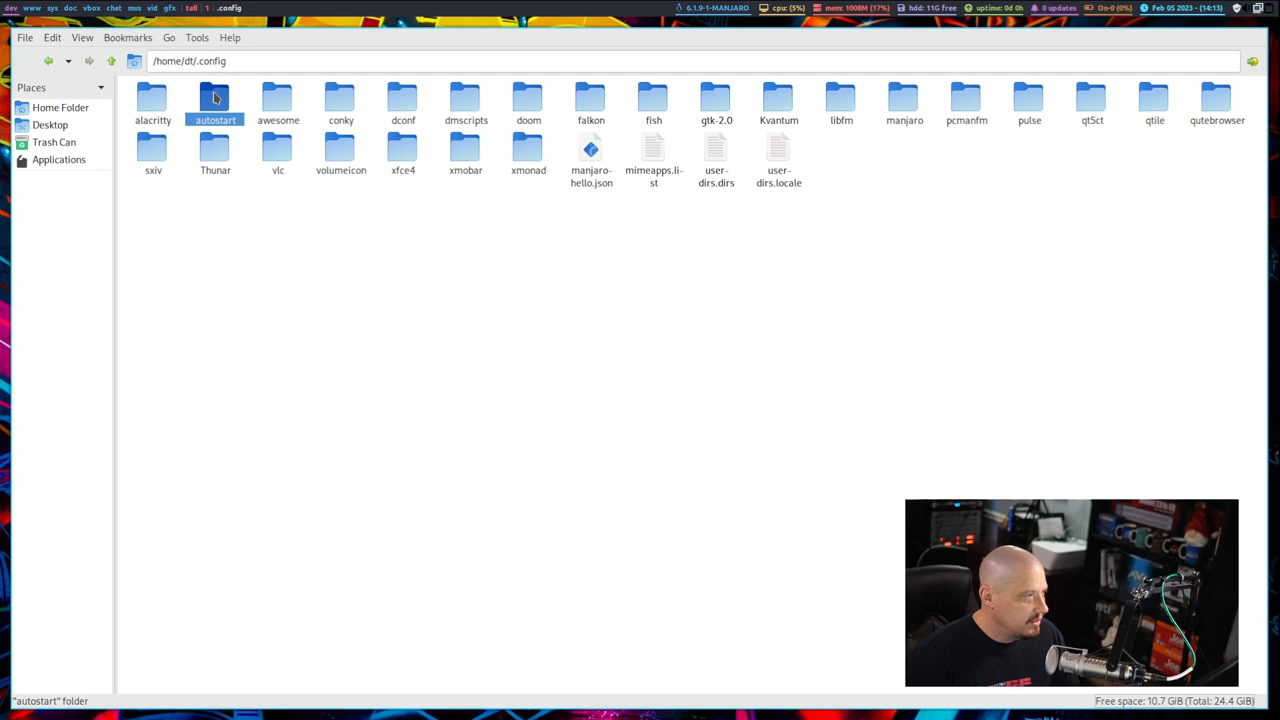 dev www sys doc vbox chat mus vid gfx | tall | 1 | .config
6.1.9-1-MANJARO cpu: (5%) mem: 1008M (17%) hdd: 11G free uptime: 0d 0h 0 updates On-0 (0%) Feb 05 2023 - (14:13)
File Edit View Bookmarks Go Tools Help
/home/dt/.config
Places
Home Folder
Desktop
Trash Can
Applications
alacritty autostart awesome conky dconf dmscripts doom falkon fish gtk-2.0 Kvantum libfm manjaro pcmanfm pulse qt5ct qtile qutebrowser
sxiv Thunar vlc volumeicon xfce4 xmobar xmonad manjaro- mimeapps.li- user- user-
hello.json st dirs.dirs dirs.locale
"autostart" folder
Free space: 10.7 GiB (Total: 24.4 GiB)